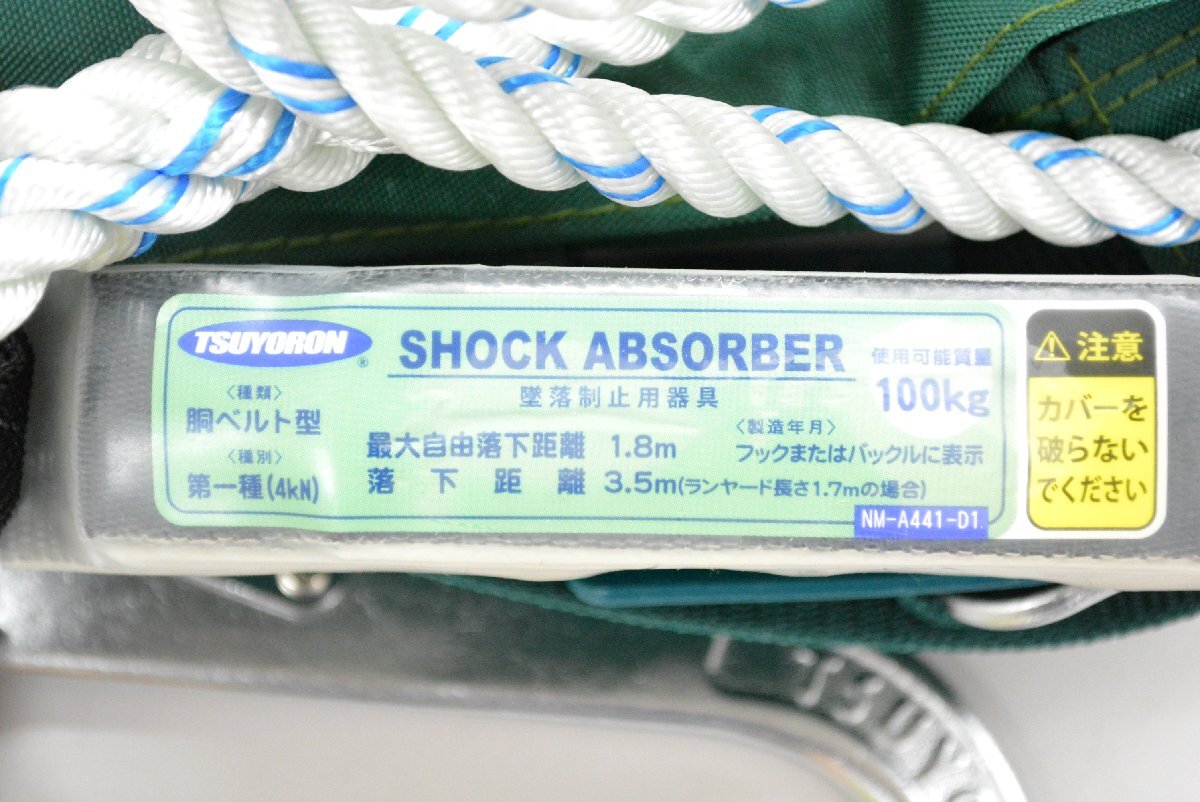 TSUYORON®
SHOCK ABSORBER
墜落制止用器具
使用可能質量
100kg
〈種類〉
胴ベルト型
〈種別〉
第一種(4kN)
最大自由落下距離 1.8m
落下距離 3.5m(ランヤード長さ1.7mの場合)
〈製造年月〉
フックまたはバックルに表示
NM-A441-D1
⚠注意
カバーを
破らない
でください
TSUYO